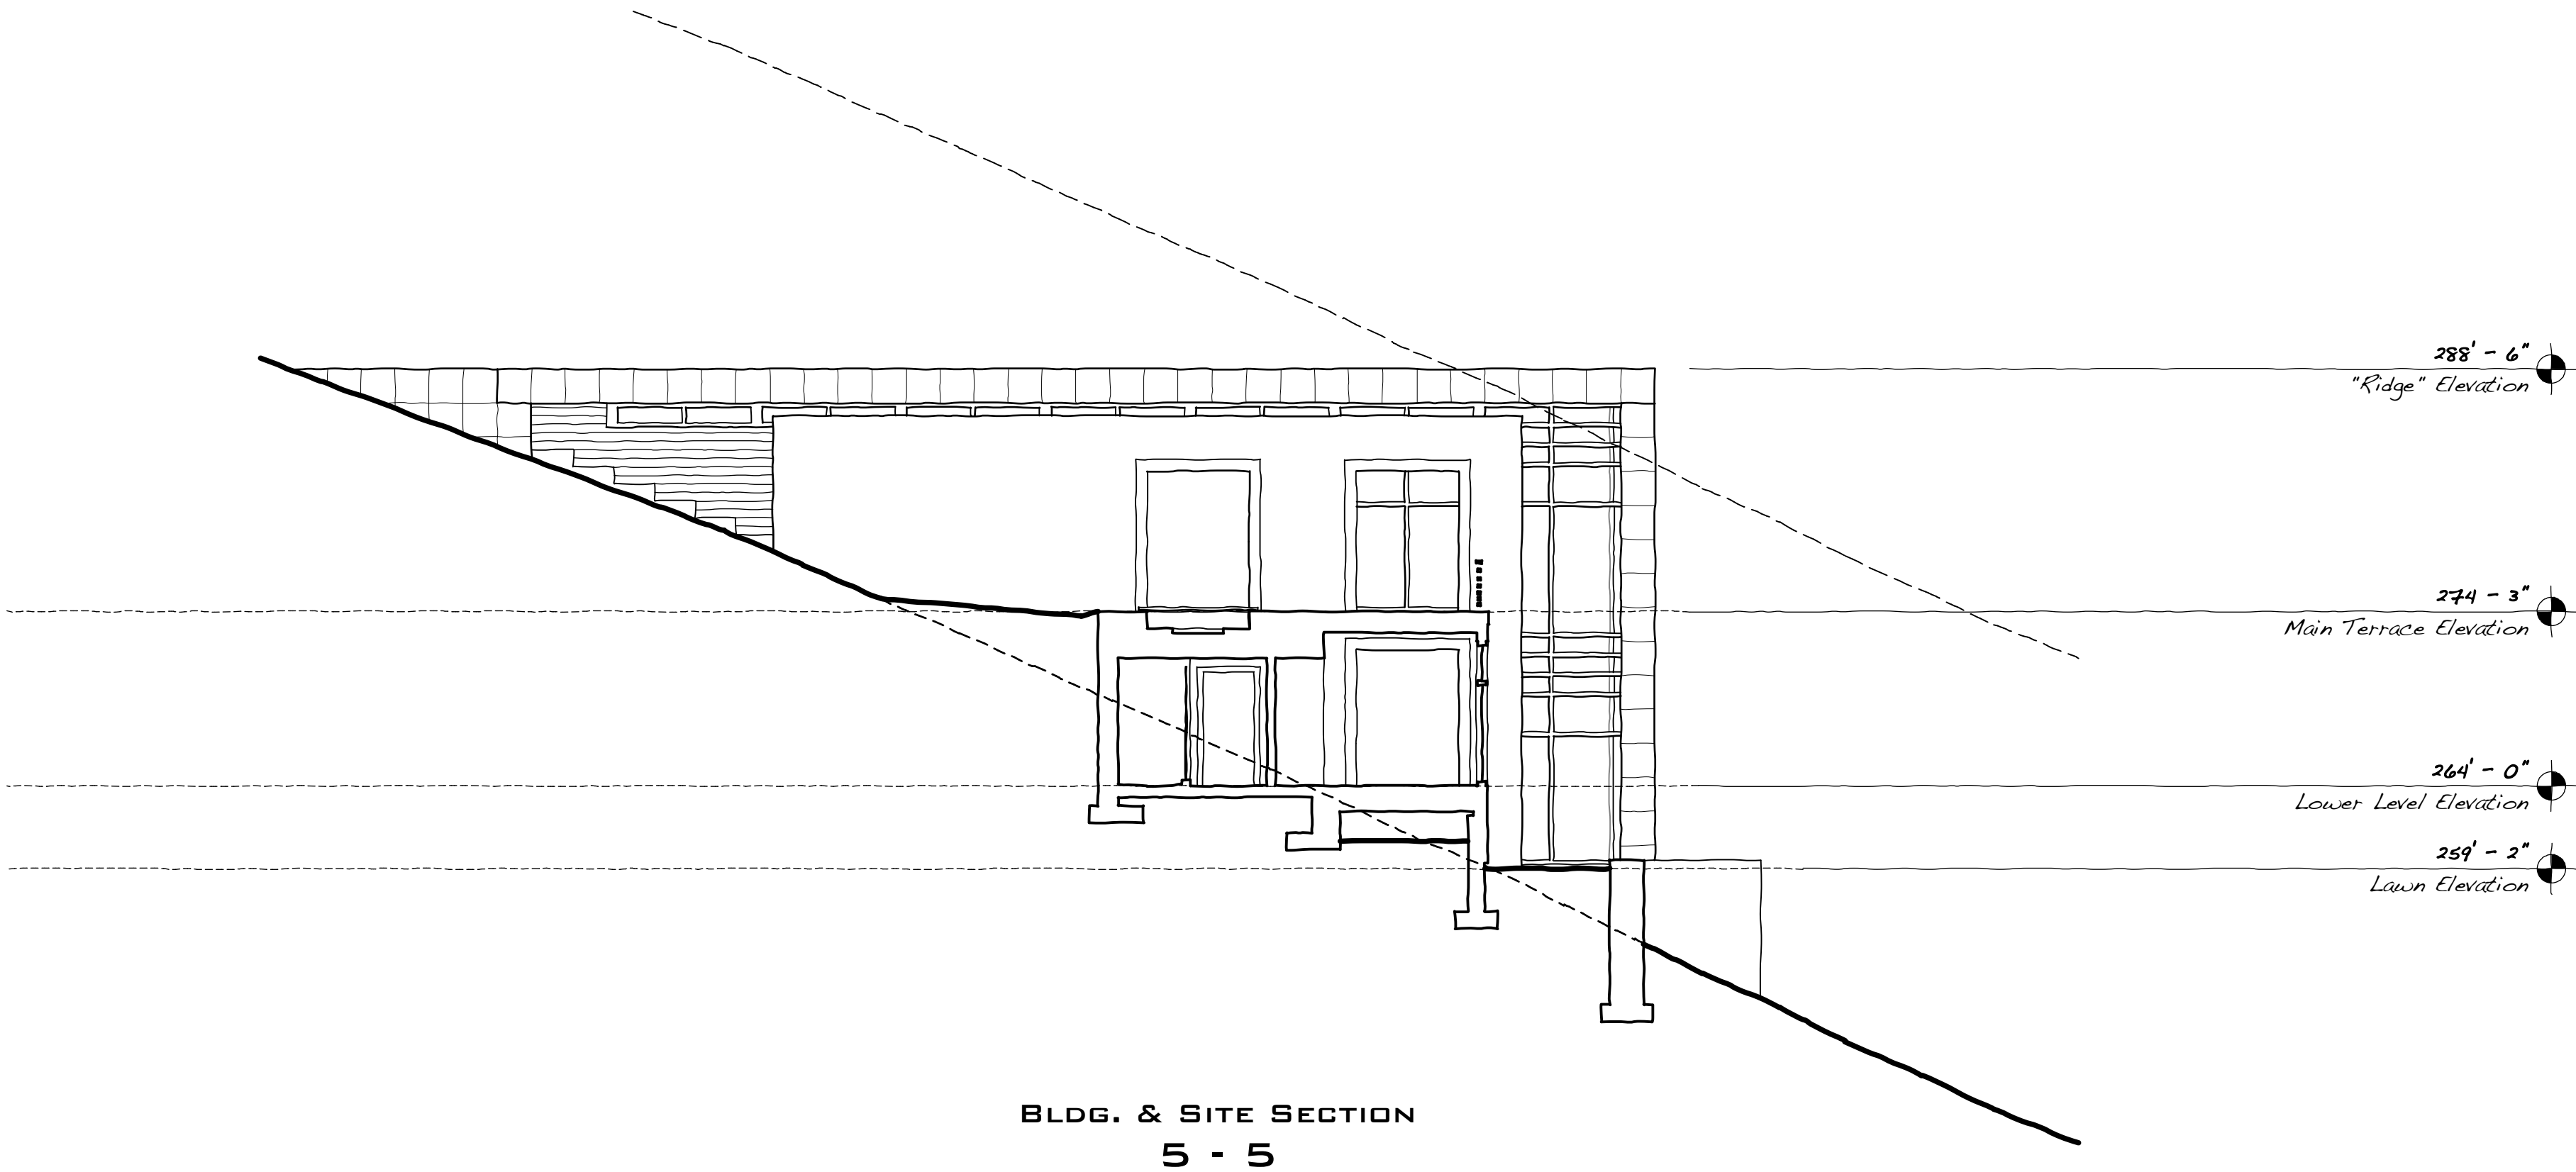 288' - 6"
"Ridge" Elevation
274 - 3"
Main Terrace Elevation
264' - 0"
Lower Level Elevation
259' - 2"
Lawn Elevation
BLDG. & SITE SECTION
5 - 5